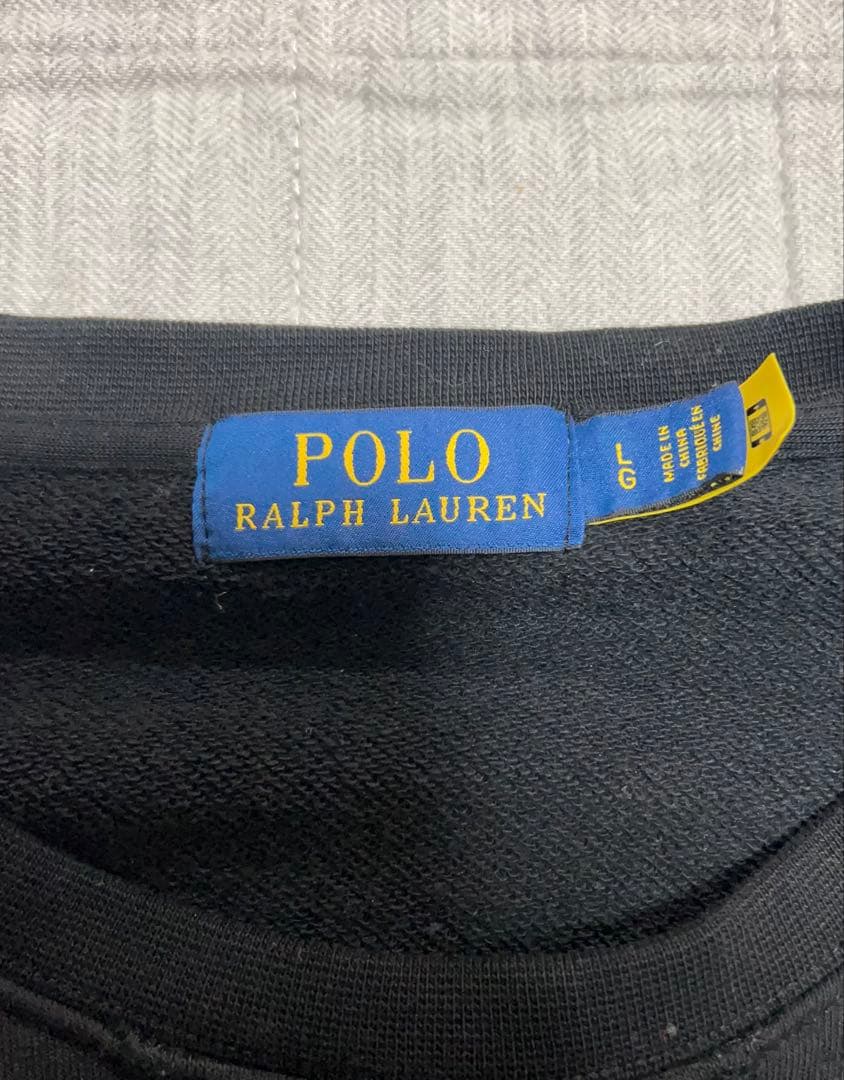 POLO
RALPH LAUREN
L
G
MADE IN
CHINA
FABRIQUÉ EN
CHINE